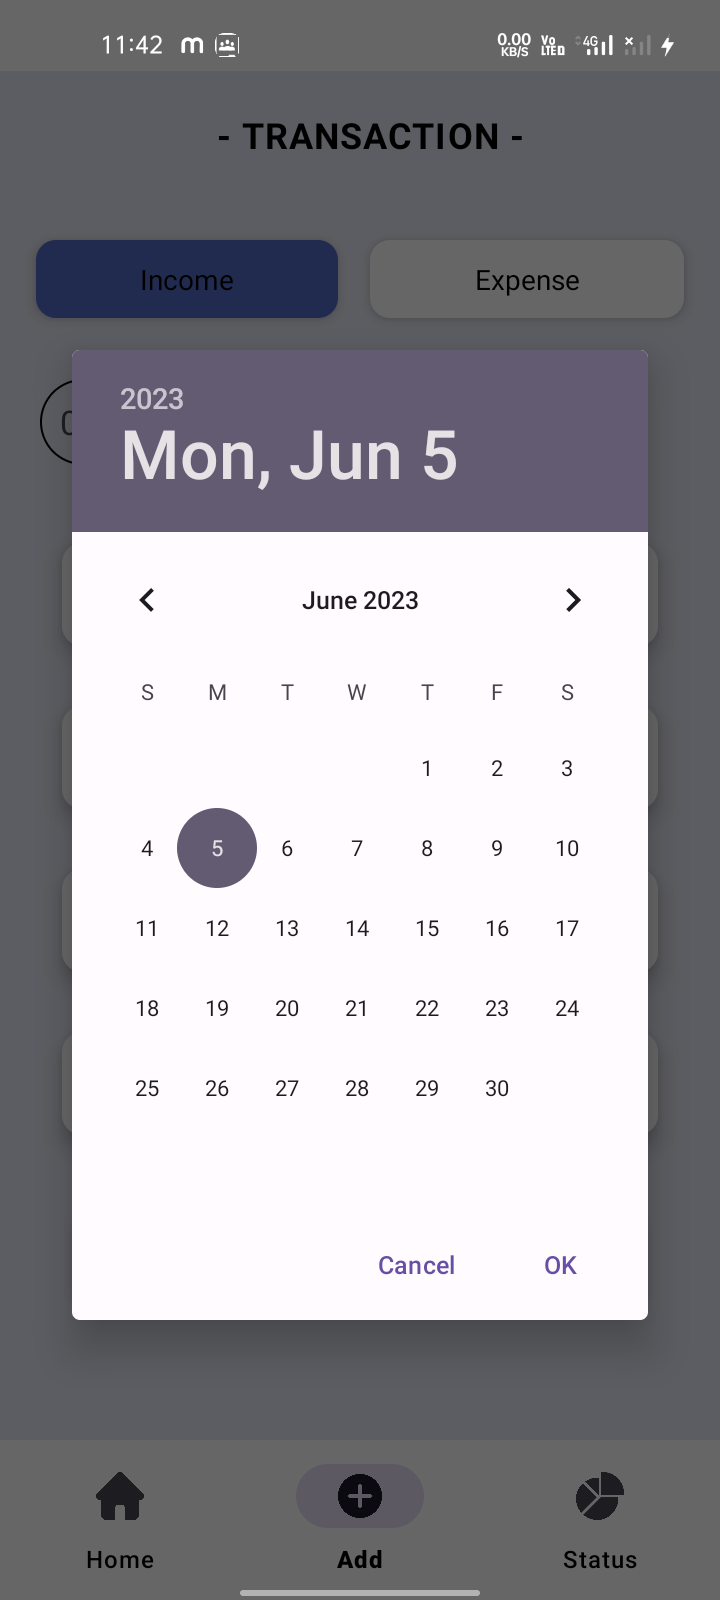 11:42 m 0.00 KB/S Vo LTED 4G
- TRANSACTION -
Income Expense
2023
Mon, Jun 5
June 2023
S M T W T F S
1 2 3
4 5 6 7 8 9 10
11 12 13 14 15 16 17
18 19 20 21 22 23 24
25 26 27 28 29 30
Cancel OK
Home Add Status